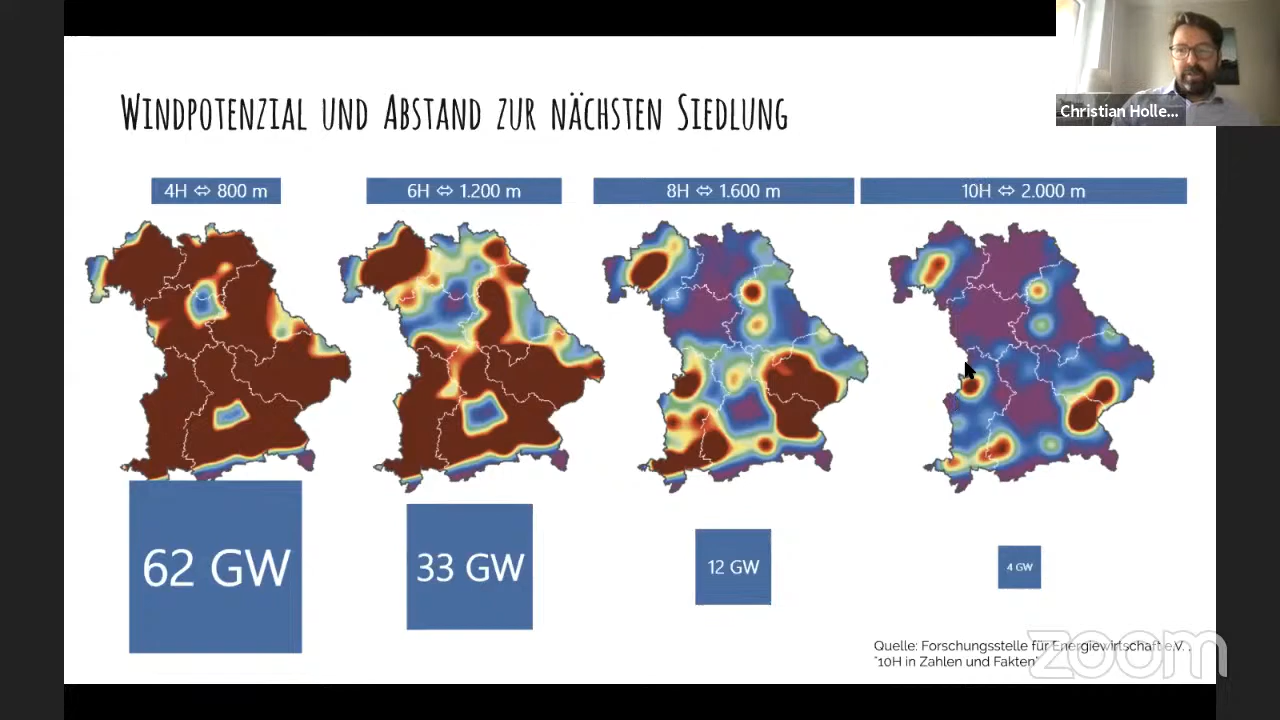 Christian Holle...
WINDPOTENZIAL UND ABSTAND ZUR NÄCHSTEN SIEDLUNG
4H ⇔ 800 m
6H ⇔ 1.200 m
8H ⇔ 1.600 m
10H ⇔ 2.000 m
62 GW
33 GW
12 GW
4 GW
Quelle: Forschungsstelle für Energiewirtschaft e.V. .
"10H in Zahlen und Fakten"
zoom